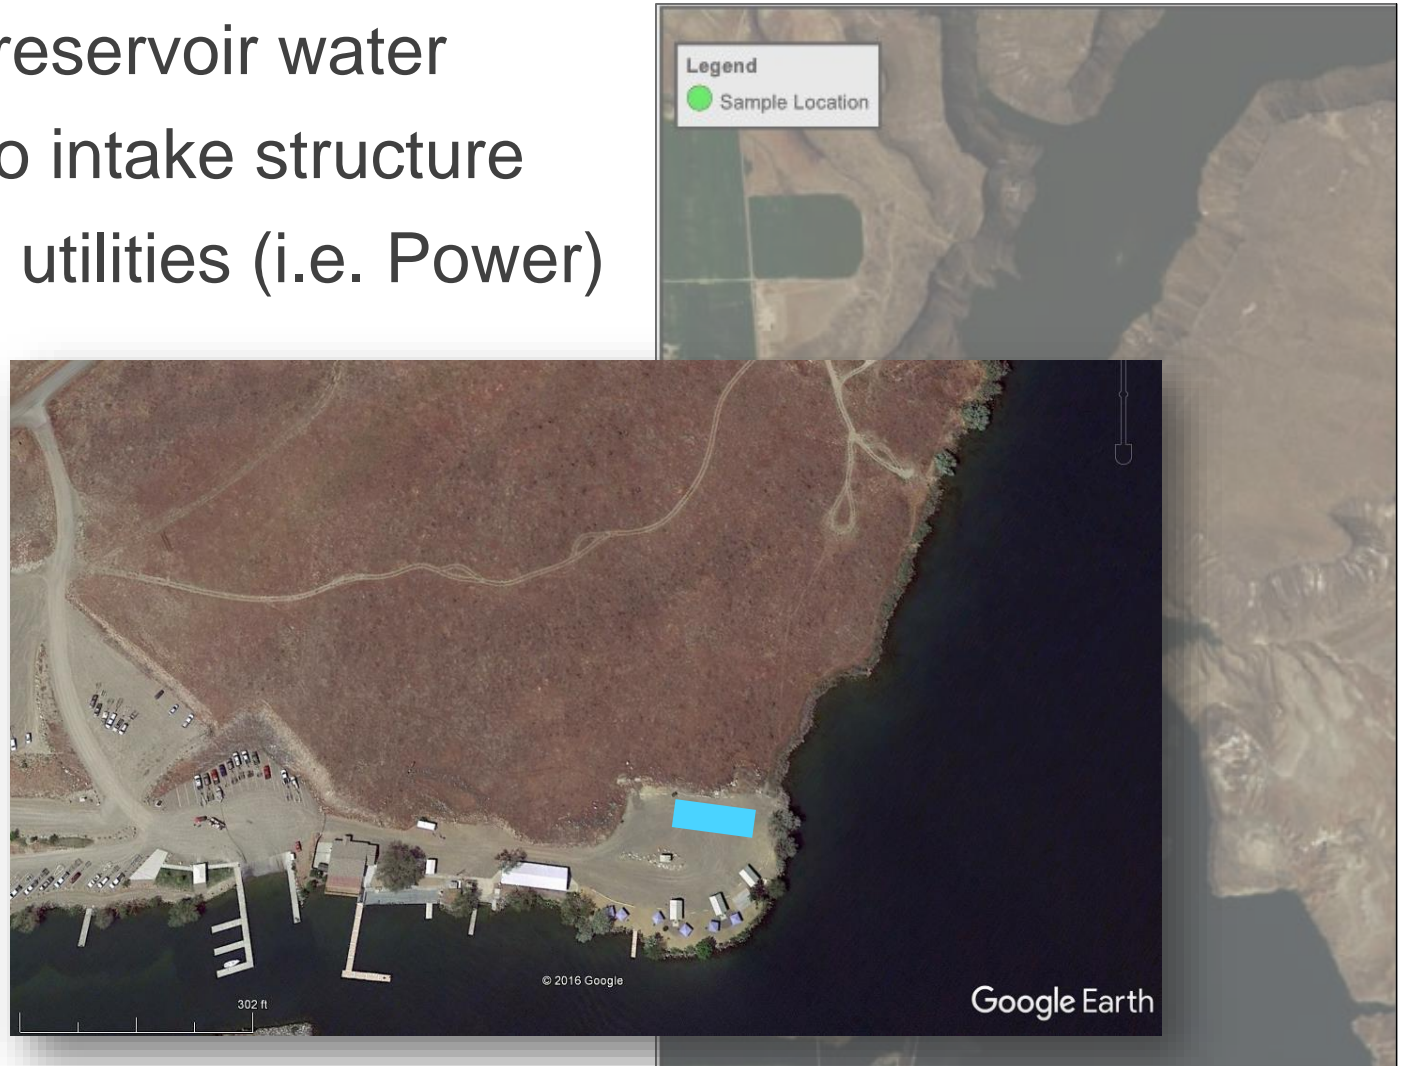 reservoir water
o intake structure
utilities (i.e. Power)
Legend
Sample Location
© 2016 Google
302 ft
Google Earth